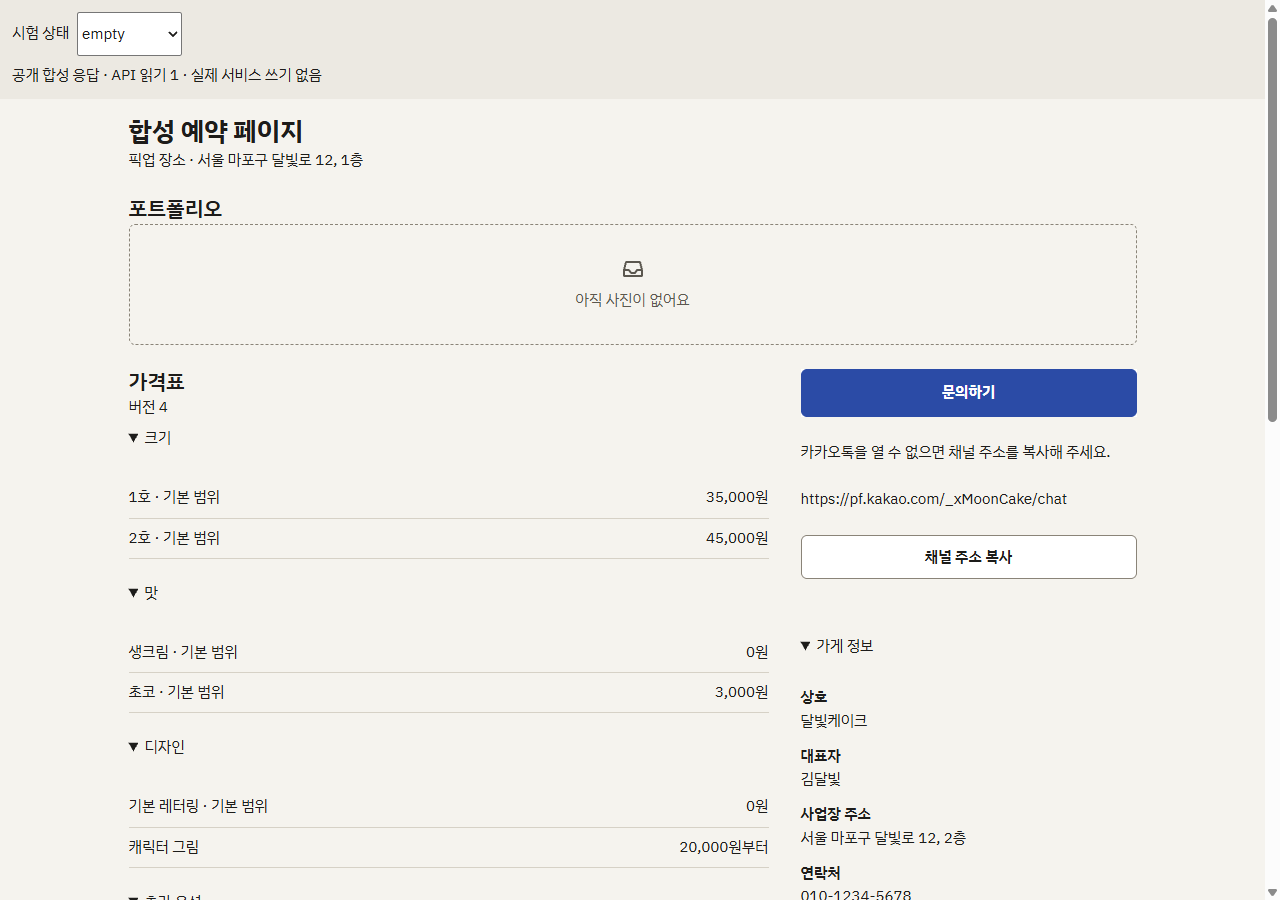 시험 상태 empty
공개 합성 응답 · API 읽기 1 · 실제 서비스 쓰기 없음
합성 예약 페이지
픽업 장소 · 서울 마포구 달빛로 12, 1층
포트폴리오
아직 사진이 없어요
가격표
버전 4
▼ 크기
1호 · 기본 범위 35,000원
2호 · 기본 범위 45,000원
▼ 맛
생크림 · 기본 범위 0원
초코 · 기본 범위 3,000원
▼ 디자인
기본 레터링 · 기본 범위 0원
캐릭터 그림 20,000원부터
문의하기
카카오톡을 열 수 없으면 채널 주소를 복사해 주세요.
https://pf.kakao.com/_xMoonCake/chat
채널 주소 복사
▼ 가게 정보
상호
달빛케이크
대표자
김달빛
사업장 주소
서울 마포구 달빛로 12, 2층
연락처
010-1234-5678